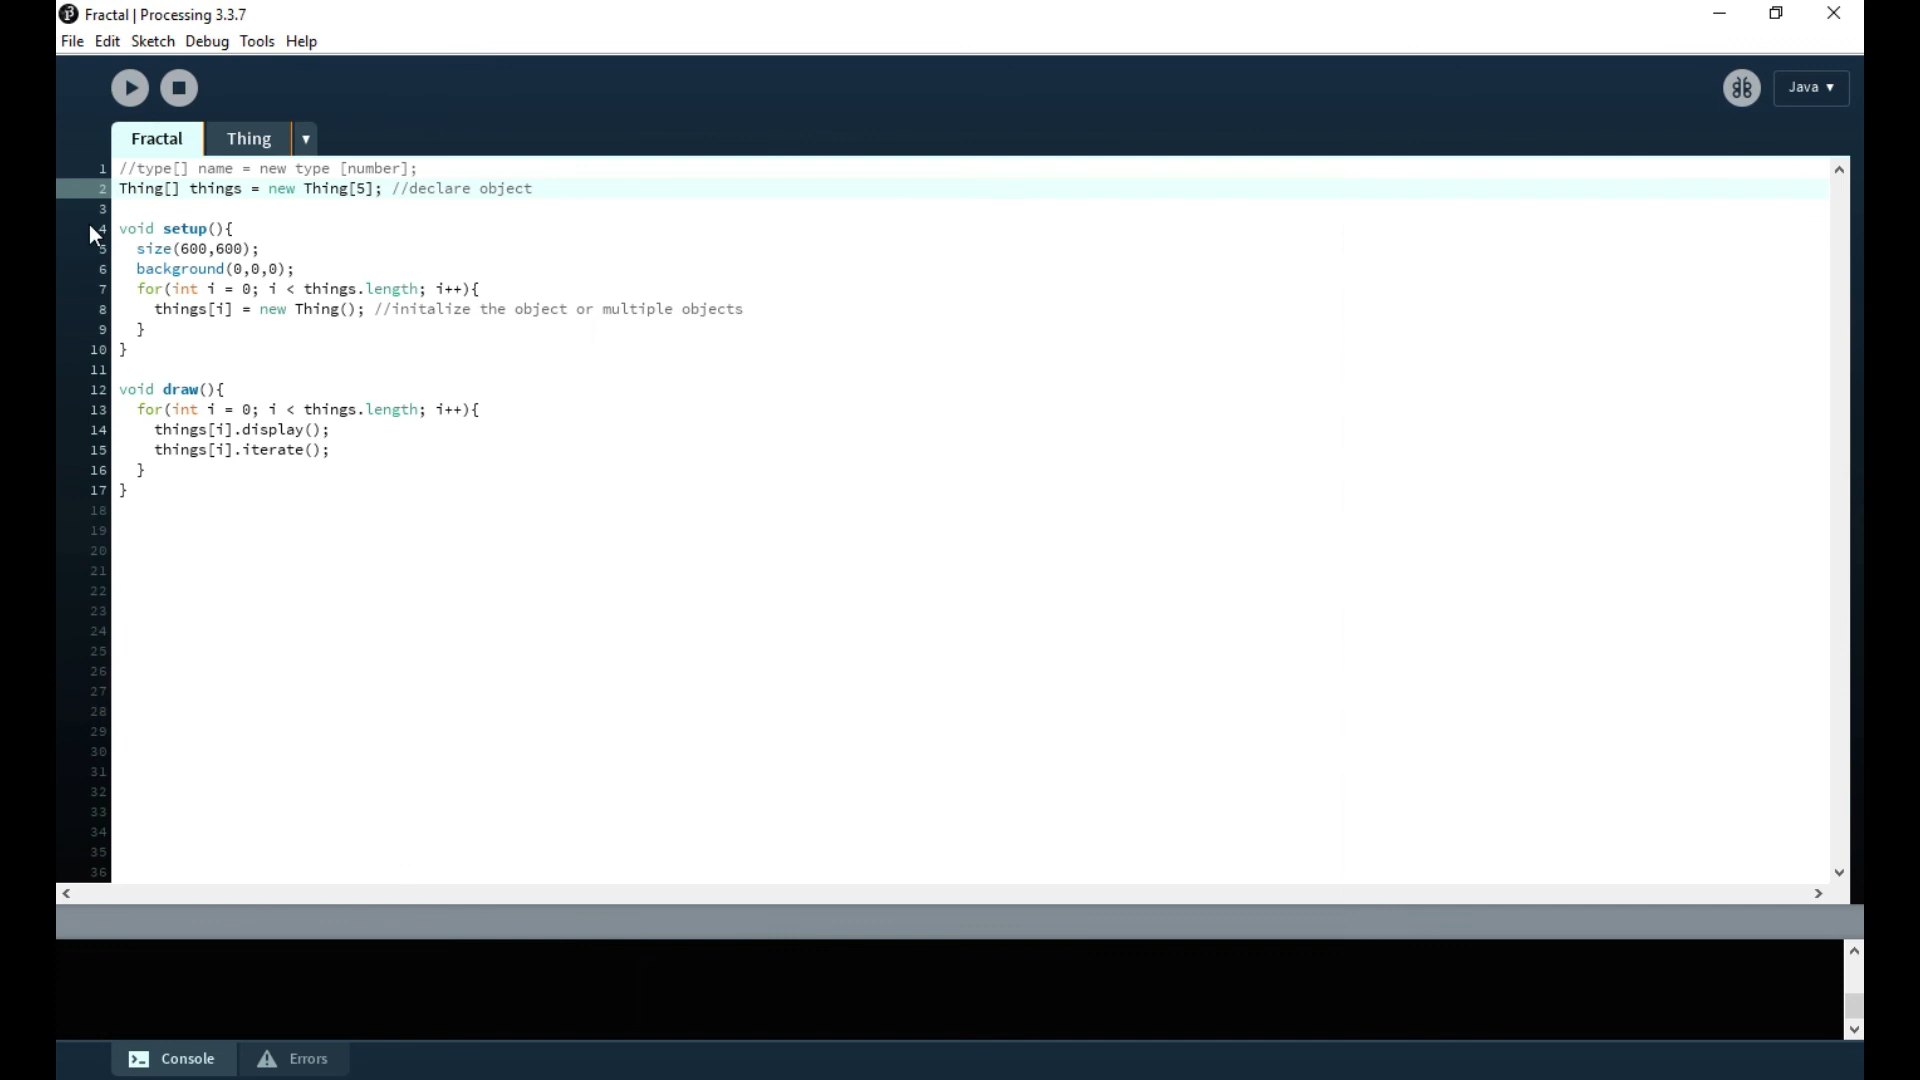 Fractal | Processing 3.3.7
File Edit Sketch Debug Tools Help
Java ▾
Fractal Thing ▾
1 //type[] name = new type [number];
2 Thing[] things = new Thing[5]; //declare object
3
4 void setup(){
5   size(600,600);
6   background(0,0,0);
7   for(int i = 0; i < things.length; i++){
8     things[i] = new Thing(); //initalize the object or multiple objects
9   }
10 }
11
12 void draw(){
13   for(int i = 0; i < things.length; i++){
14     things[i].display();
15     things[i].iterate();
16   }
17 }
18
19
20
21
22
23
24
25
26
27
28
29
30
31
32
33
34
35
36
Console Errors